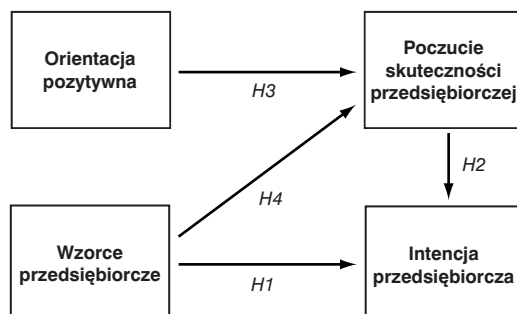 Orientacja
pozytywna
H3
Poczucie
skuteczności
przedsiębiorczej
H4
H2
Wzorce
przedsiębiorcze
H1
Intencja
przedsiębiorcza